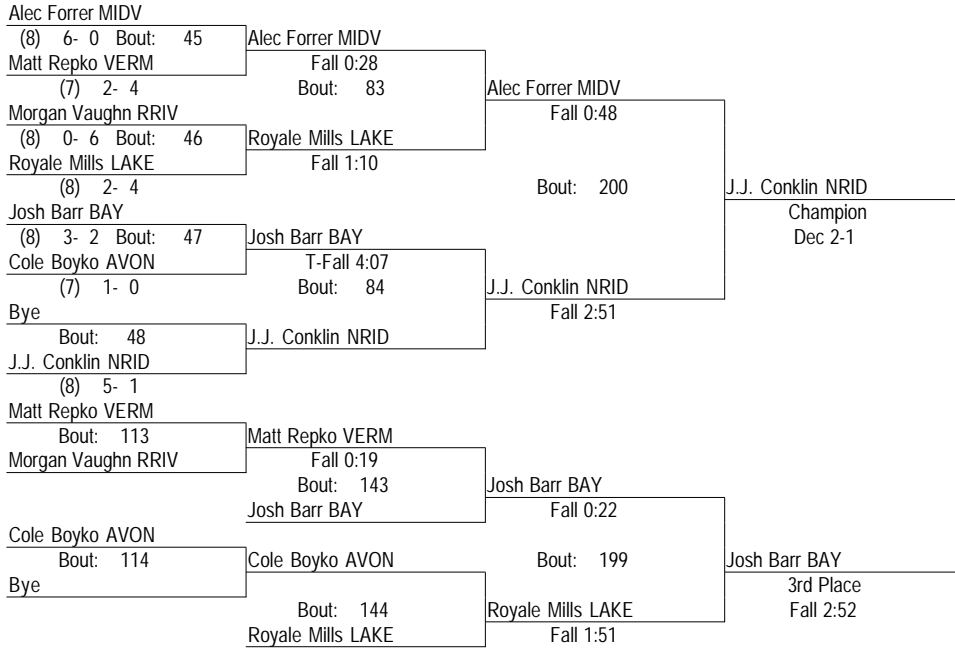 Alec Forrer MIDV
(8) 6- 0 Bout: 45 Alec Forrer MIDV
Matt Repko VERM Fall 0:28
(7) 2- 4 Bout: 83 Alec Forrer MIDV
Morgan Vaughn RRIV Fall 0:48
(8) 0- 6 Bout: 46 Royale Mills LAKE
Royale Mills LAKE Fall 1:10
(8) 2- 4 Bout: 200 J.J. Conklin NRID
Josh Barr BAY Champion
(8) 3- 2 Bout: 47 Josh Barr BAY Dec 2-1
Cole Boyko AVON T-Fall 4:07
(7) 1- 0 Bout: 84 J.J. Conklin NRID
Bye Fall 2:51
Bout: 48 J.J. Conklin NRID
J.J. Conklin NRID
(8) 5- 1
Matt Repko VERM
Bout: 113 Matt Repko VERM
Morgan Vaughn RRIV Fall 0:19
Bout: 143 Josh Barr BAY
Josh Barr BAY Fall 0:22
Cole Boyko AVON
Bout: 114 Cole Boyko AVON Bout: 199 Josh Barr BAY
Bye 3rd Place
Bout: 144 Royale Mills LAKE Fall 2:52
Royale Mills LAKE Fall 1:51